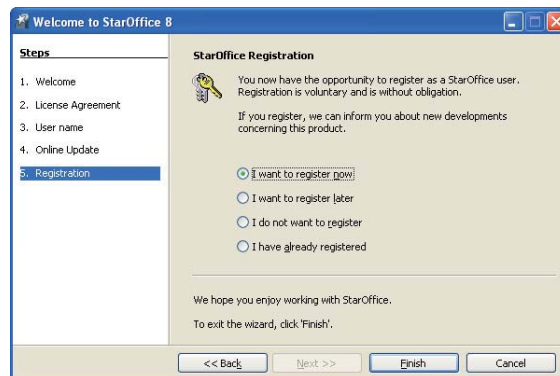 Welcome to StarOffice 8
Steps
1. Welcome
2. License Agreement
3. User name
4. Online Update
5. Registration
StarOffice Registration
You now have the opportunity to register as a StarOffice user.
Registration is voluntary and is without obligation.
If you register, we can inform you about new developments
concerning this product.
I want to register now
I want to register later
I do not want to register
I have already registered
We hope you enjoy working with StarOffice.
To exit the wizard, click 'Finish'.
<< Back
Next >>
Finish
Cancel